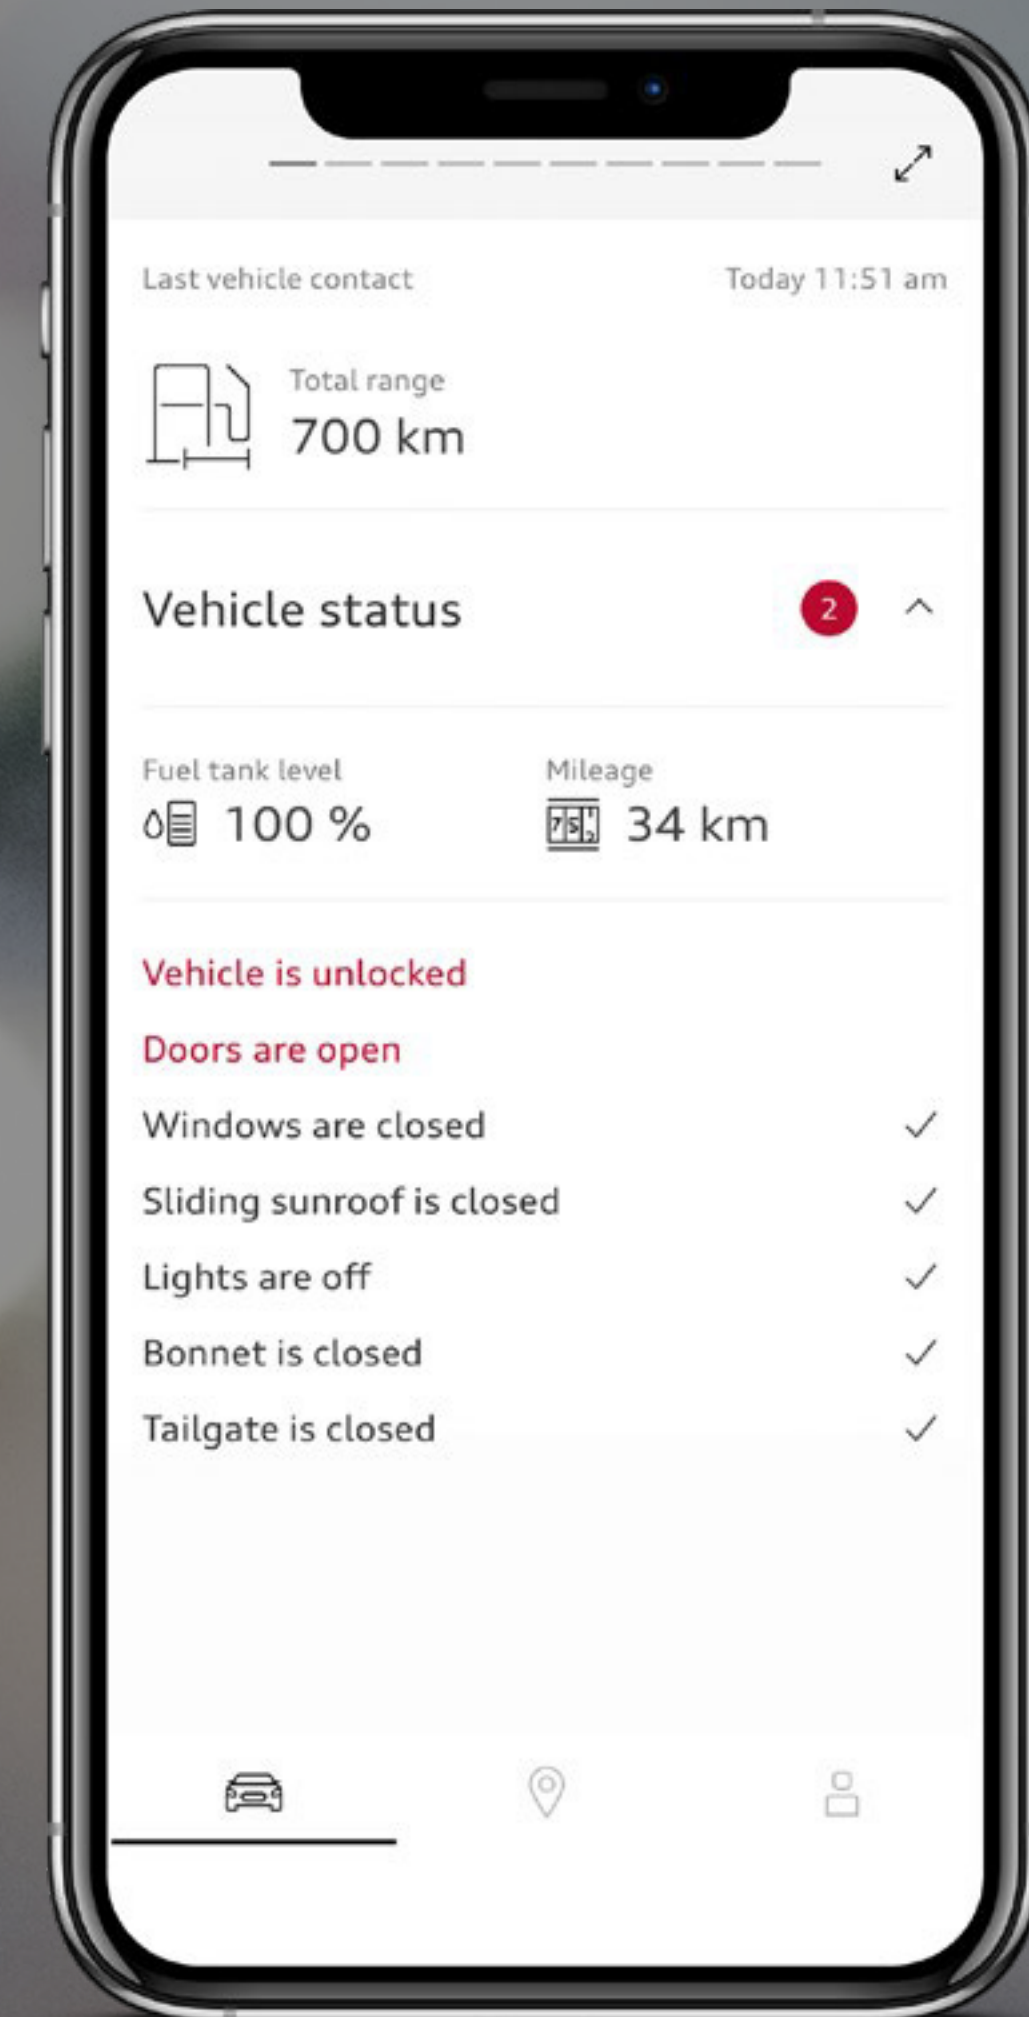 Last vehicle contact Today 11:51 am
Total range
700 km
Vehicle status 2
Fuel tank level Mileage
100 % 34 km
Vehicle is unlocked
Doors are open
Windows are closed
Sliding sunroof is closed
Lights are off
Bonnet is closed
Tailgate is closed